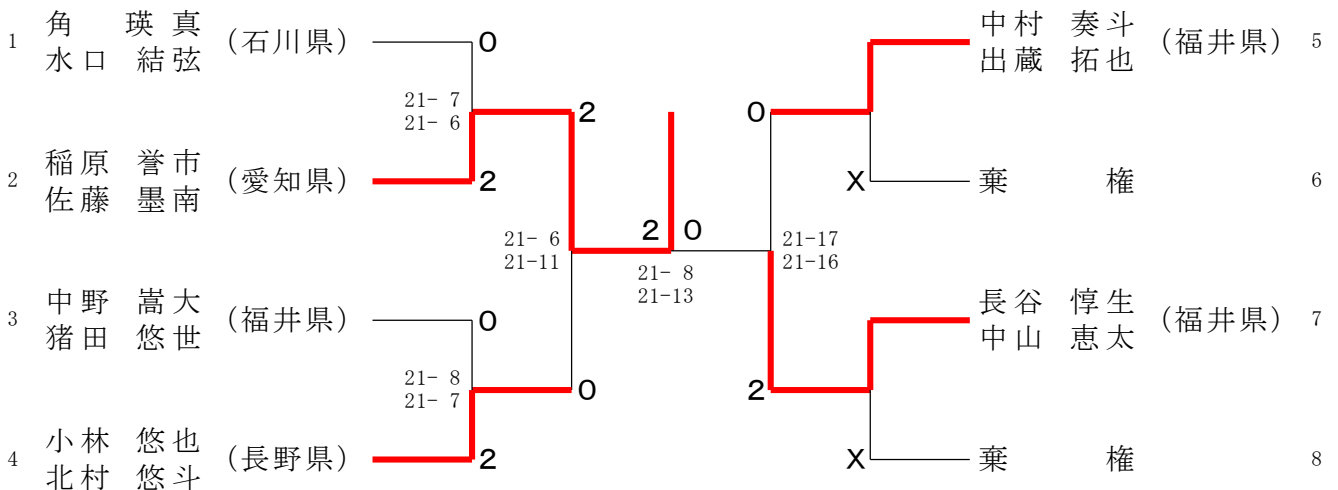 角 瑛真
1 (石川県) 0
水口 結弦
21- 7
21- 6
2
稲原 誉市
2 (愛知県) 2
佐藤 墨南
21- 6
21-11
2 0
21- 8
21-13
中野 嵩大
3 (福井県) 0
猪田 悠世
21- 8
21- 7
0
小林 悠也
4 (長野県) 2
北村 悠斗
中村 奏斗
(福井県) 5
出蔵 拓也
0
X 棄権 6
21-17
21-16
長谷 惇生
(福井県) 7
中山 恵太
2
X 棄権 8